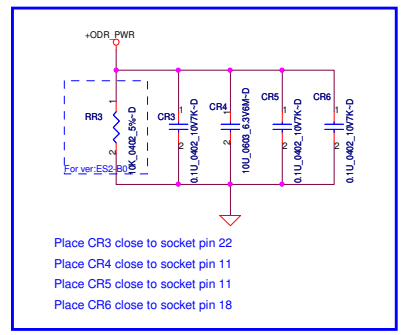 +ODR_PWR
RR3
1
2
10K_0402_5%~D
For ver:ES2-B0
CR3
1
2
0.1U_0402_10V7K~D
CR4
1
2
10U_0603_6.3V6M~D
CR5
1
2
0.1U_0402_10V7K~D
CR6
1
2
0.1U_0402_10V7K~D
Place CR3 close to socket pin 22
Place CR4 close to socket pin 11
Place CR5 close to socket pin 11
Place CR6 close to socket pin 18